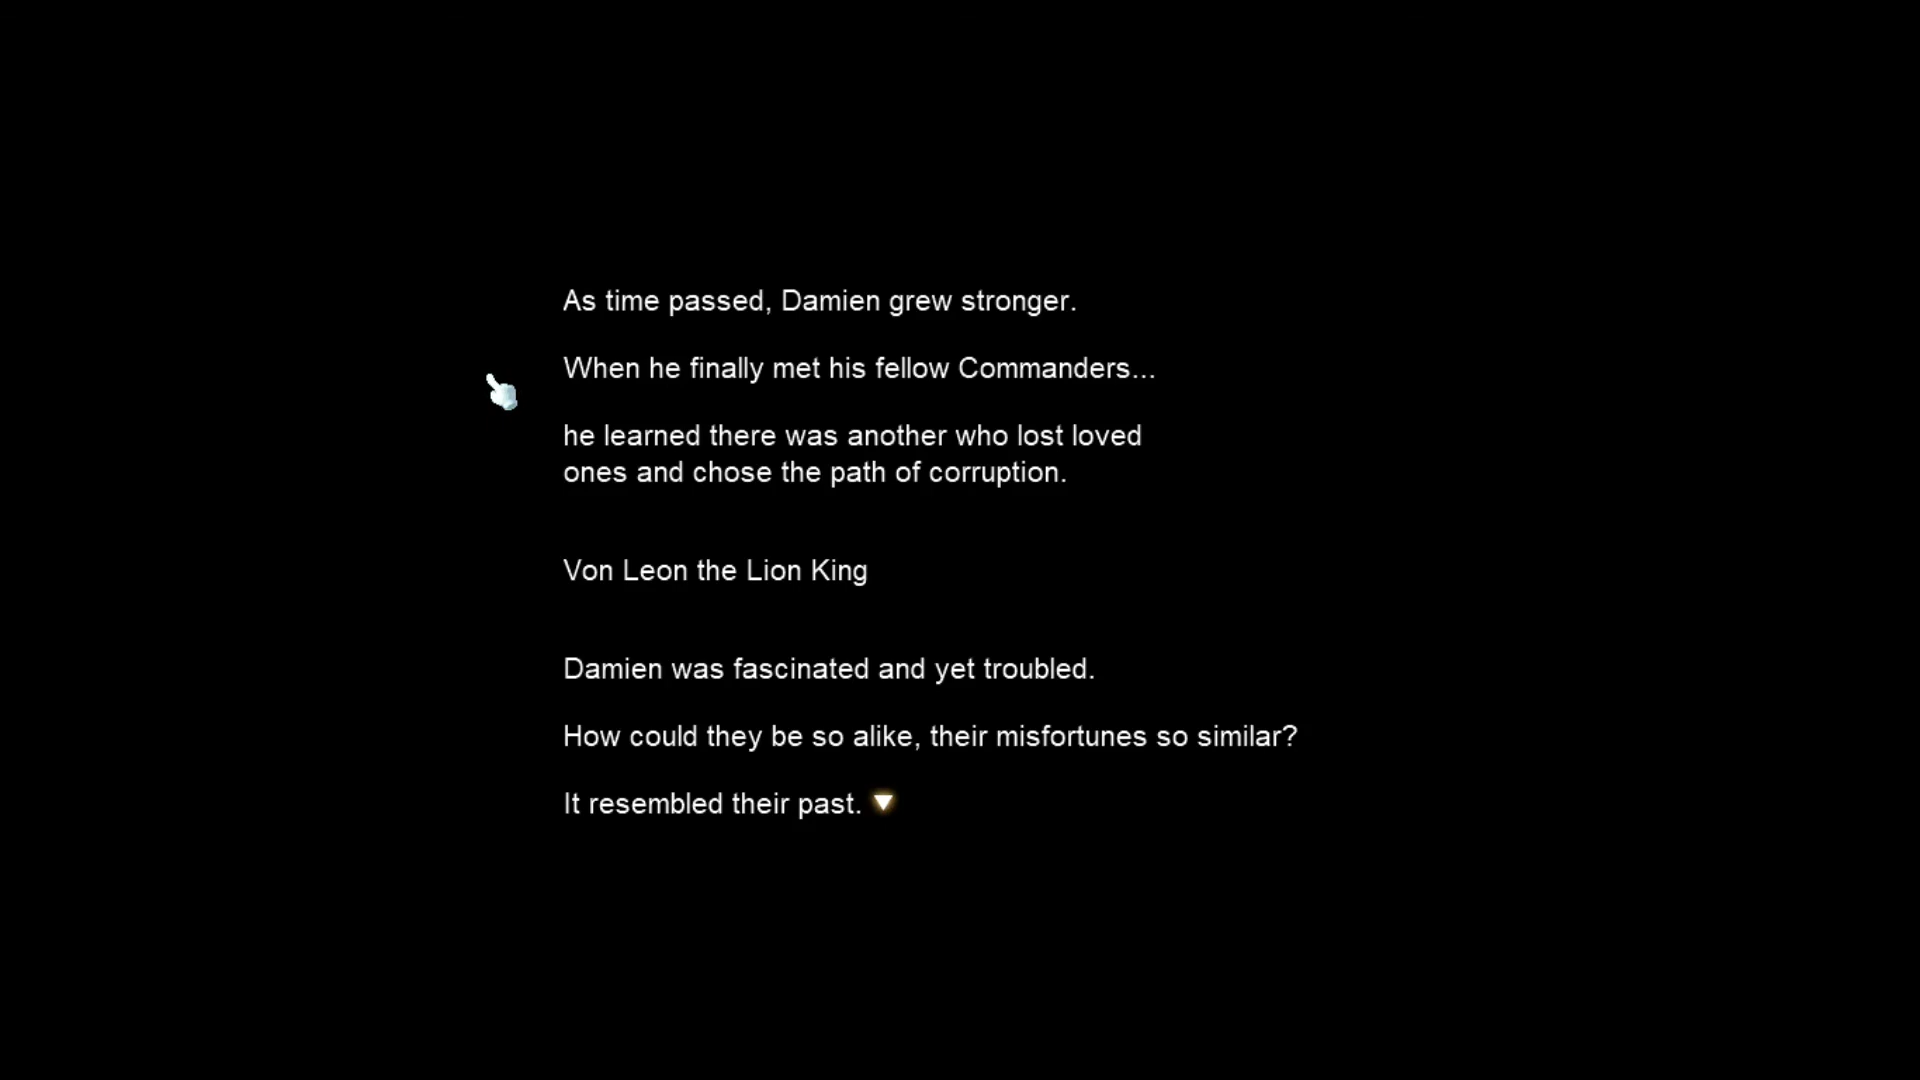 As time passed, Damien grew stronger.
When he finally met his fellow Commanders...
he learned there was another who lost loved
ones and chose the path of corruption.
Von Leon the Lion King
Damien was fascinated and yet troubled.
How could they be so alike, their misfortunes so similar?
It resembled their past.